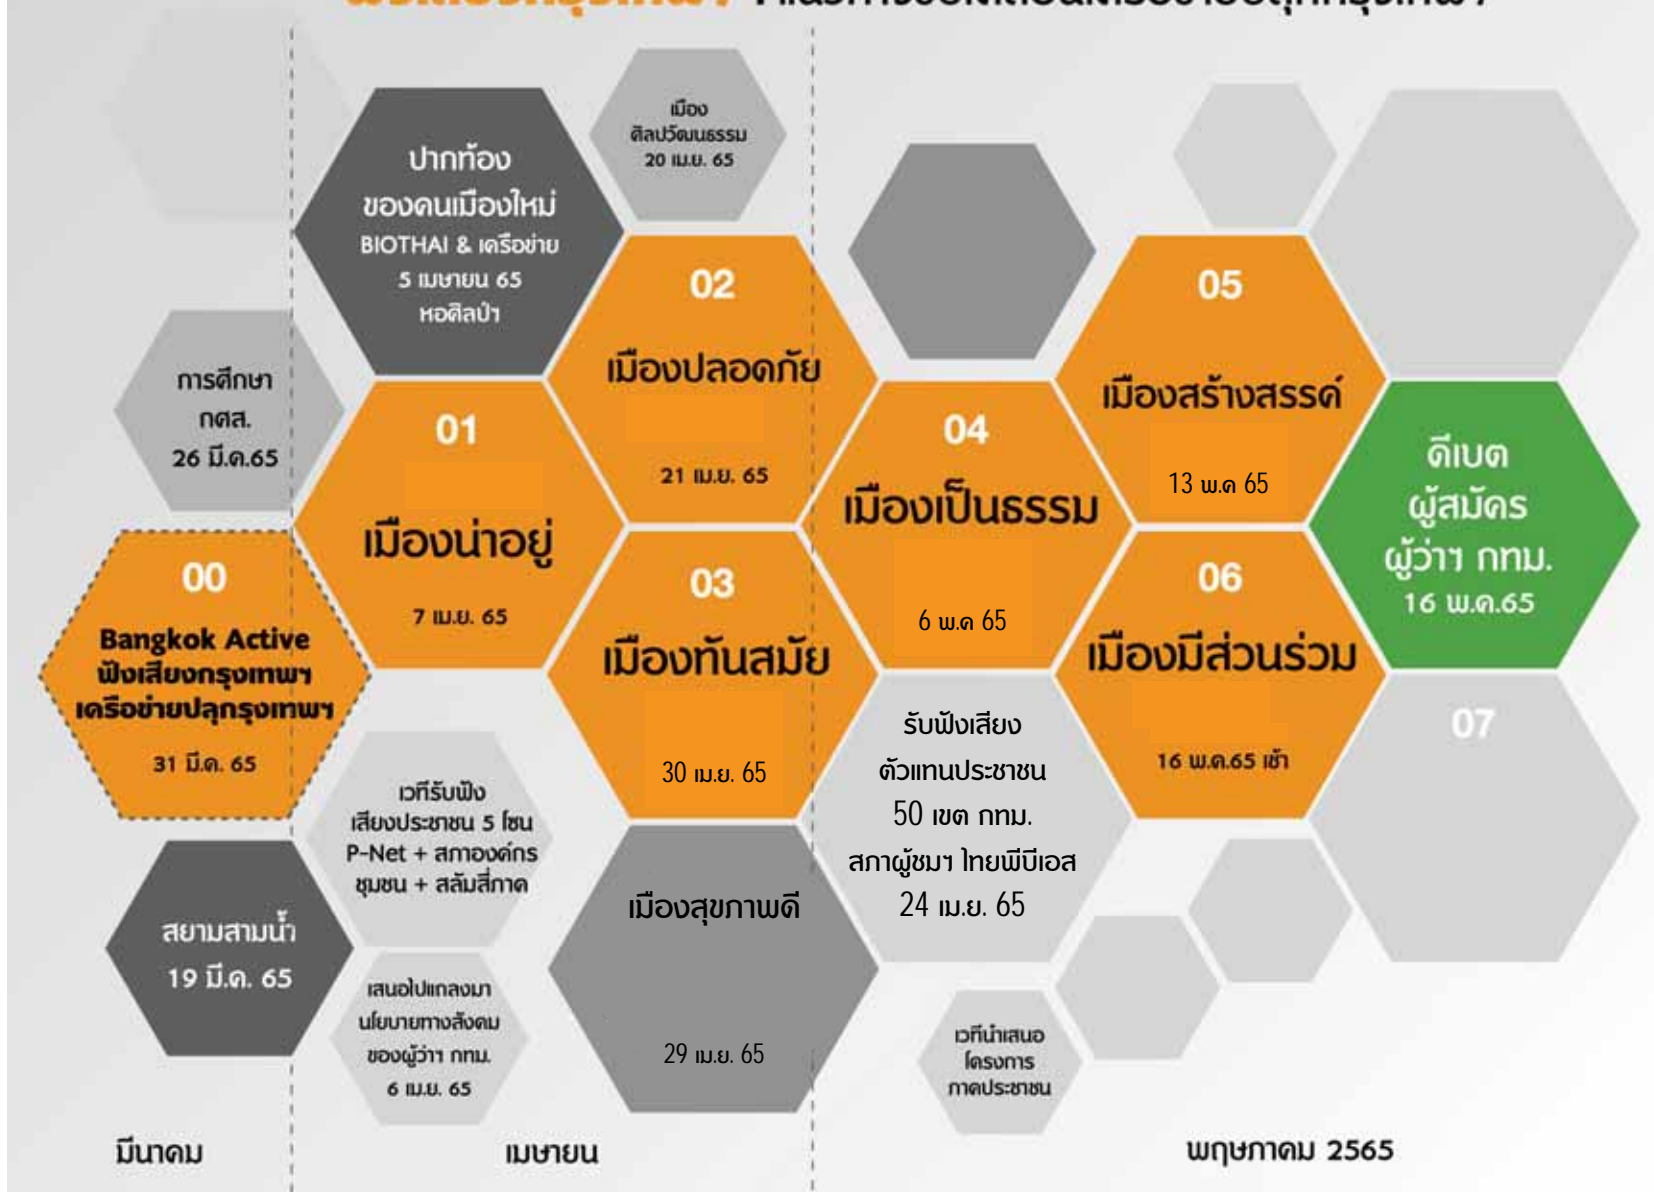 ฟังเสียงกรุงเทพฯ
ปากท้อง
ของคนเมืองใหม่
BIOTHAI & เครือข่าย
5 เมษายน 65
หอศิลป์ฯ
เมือง
ศิลปวัฒนธรรม
20 เม.ย. 65
02
เมืองปลอดภัย
21 เม.ย. 65
05
เมืองสร้างสรรค์
13 พ.ค 65
การศึกษา
กศส.
26 มี.ค.65
01
เมืองน่าอยู่
7 เม.ย. 65
04
เมืองเป็นธรรม
6 พ.ค 65
ดีเบต
ผู้สมัคร
ผู้ว่าฯ กทม.
16 พ.ค.65
00
Bangkok Active
ฟังเสียงกรุงเทพฯ
เครือข่ายปลุกรุงเทพฯ
31 มี.ค. 65
03
เมืองทันสมัย
30 เม.ย. 65
06
เมืองมีส่วนร่วม
16 พ.ค.65 เช้า
07
เวทีรับฟัง
เสียงประชาชน 5 โซน
P-Net + สภาองค์กร
ชุมชน + สลัมสี่ภาค
รับฟังเสียง
ตัวแทนประชาชน
50 เขต กทม.
สภาผู้ชมฯ ไทยพีบีเอส
24 เม.ย. 65
สยามสามน้ำ
19 มี.ค. 65
เมืองสุขภาพดี
29 เม.ย. 65
เสนอไปแถลงมา
นโยบายทางสังคม
ของผู้ว่าฯ กทม.
6 เม.ย. 65
เวทีนำเสนอ
โครงการ
ภาคประชาชน
มีนาคม
เมษายน
พฤษภาคม 2565